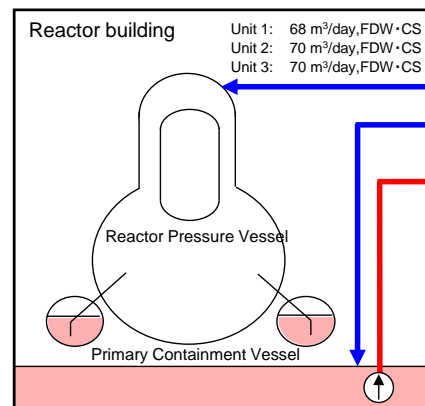 Reactor building
Unit 1: 68 m³/day,FDW・CS
Unit 2: 70 m³/day,FDW・CS
Unit 3: 70 m³/day,FDW・CS
Reactor Pressure Vessel
Primary Containment Vessel